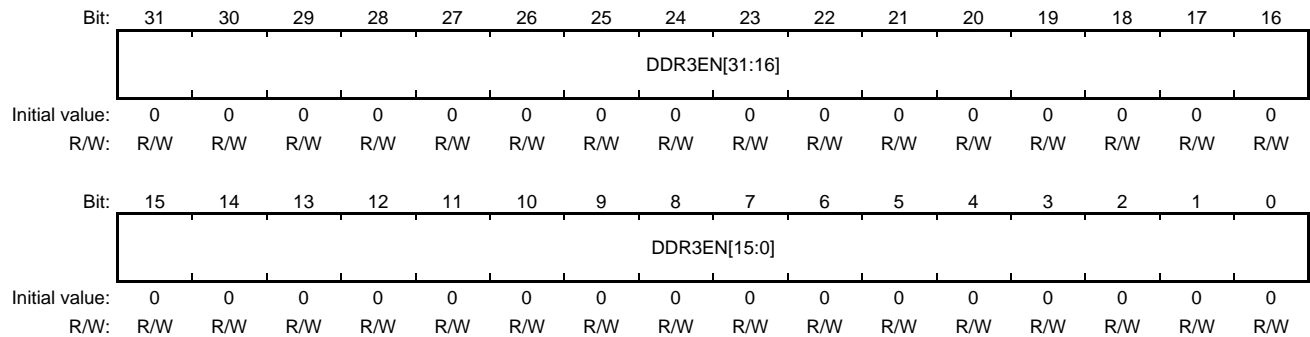 Bit: 31 30 29 28 27 26 25 24 23 22 21 20 19 18 17 16
DDR3EN[31:16]
Initial value: 0 0 0 0 0 0 0 0 0 0 0 0 0 0 0 0
R/W: R/W R/W R/W R/W R/W R/W R/W R/W R/W R/W R/W R/W R/W R/W R/W R/W
Bit: 15 14 13 12 11 10 9 8 7 6 5 4 3 2 1 0
DDR3EN[15:0]
Initial value: 0 0 0 0 0 0 0 0 0 0 0 0 0 0 0 0
R/W: R/W R/W R/W R/W R/W R/W R/W R/W R/W R/W R/W R/W R/W R/W R/W R/W